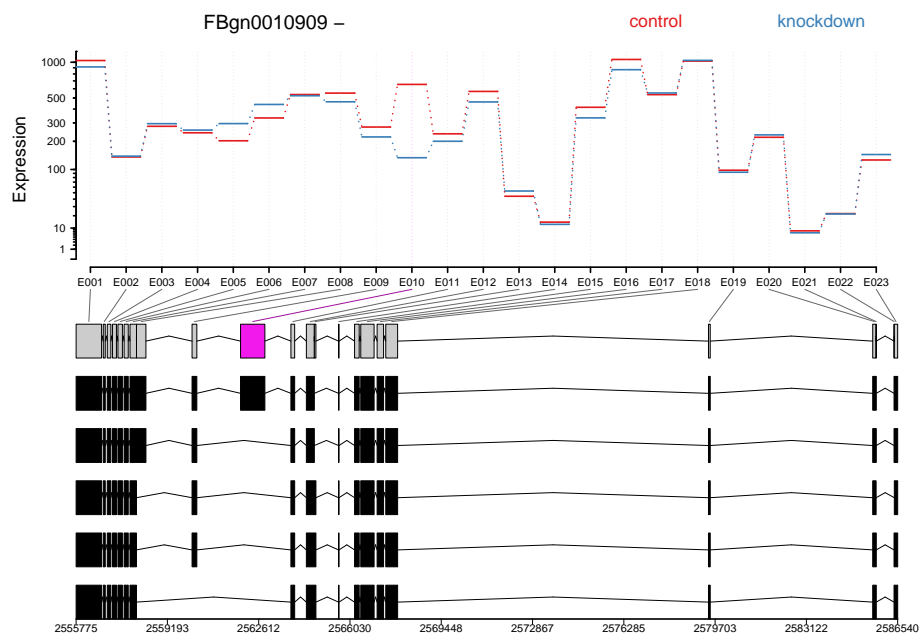 FBgn0010909 − control knockdown
Expression
1000
500
300
200
100
10
1
E001 E002 E003 E004 E005 E006 E007 E008 E009 E010 E011 E012 E013 E014 E015 E016 E017 E018 E019 E020 E021 E022 E023
2555775 2559193 2562612 2566030 2569448 2572867 2576285 2579703 2583122 2586540